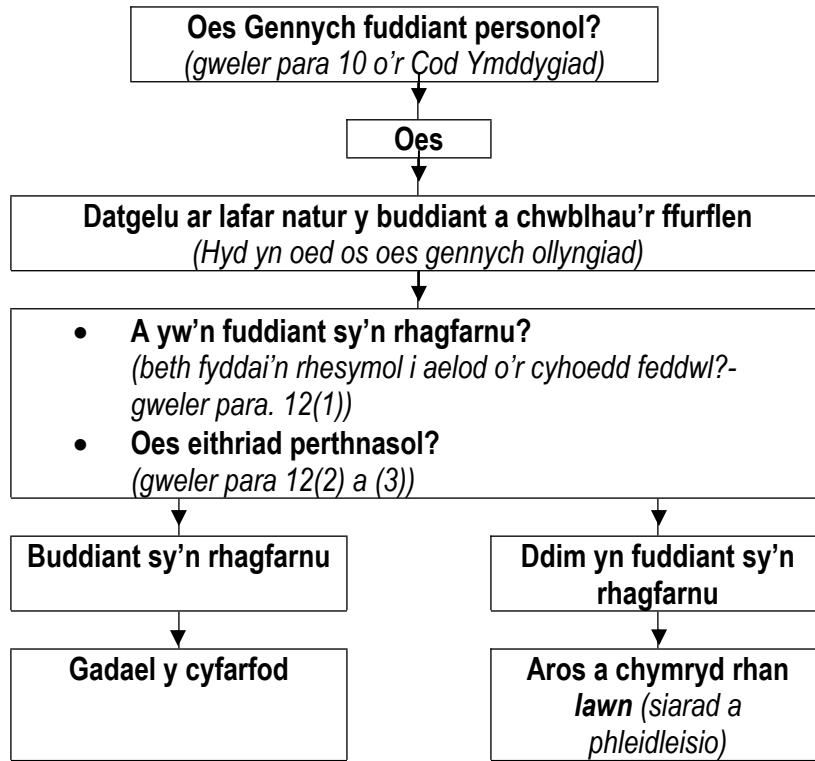 Oes Gennych fuddiant personol?
(gweler para 10 o'r Cod Ymddygiad)
Oes
Datgelu ar lafar natur y buddiant a chwblhau'r ffurflen
(Hyd yn oed os oes gennych ollyngiad)
• A yw'n fuddiant sy'n rhagfarnu?
(beth fyddai'n rhesymol i aelod o'r cyhoedd feddwl?-
gweler para. 12(1))
• Oes eithriad perthnasol?
(gweler para 12(2) a (3))
Buddiant sy'n rhagfarnu
Ddim yn fuddiant sy'n
rhagfarnu
Gadael y cyfarfod
Aros a chymryd rhan
lawn (siarad a
phleidleisio)